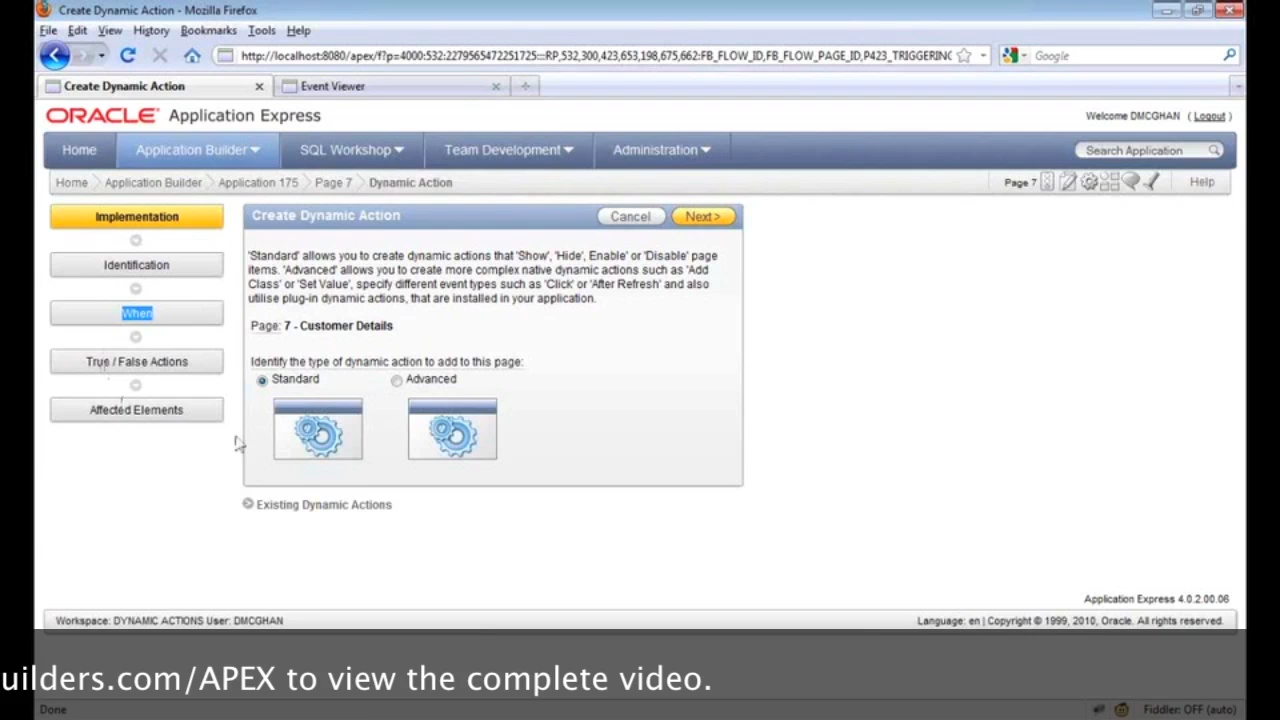 Create Dynamic Action - Mozilla Firefox
File Edit View History Bookmarks Tools Help
http://localhost:8080/apex/f?p=4000:532:2279565472251725:::RP,532,300,423,653,198,675,662:FB_FLOW_ID,FB_FLOW_PAGE_ID,P423_TRIGGERING
Google
Create Dynamic Action
Event Viewer
ORACLE Application Express
Welcome DMCGHAN ( Logout )
Home Application Builder SQL Workshop Team Development Administration
Search Application
Home Application Builder Application 175 Page 7 Dynamic Action
Page 7
Help
Implementation
Identification
When
True / False Actions
Affected Elements
Create Dynamic Action
Cancel
Next >
'Standard' allows you to create dynamic actions that 'Show', 'Hide', Enable' or 'Disable' page
items. 'Advanced' allows you to create more complex native dynamic actions such as 'Add
Class' or 'Set Value', specify different event types such as 'Click' or 'After Refresh' and also
utilise plug-in dynamic actions, that are installed in your application.
Page: 7 - Customer Details
Identify the type of dynamic action to add to this page:
Standard
Advanced
Existing Dynamic Actions
Application Express 4.0.2.00.06
Workspace: DYNAMIC ACTIONS User: DMCGHAN
Language: en | Copyright © 1999, 2010, Oracle. All rights reserved.
uilders.com/APEX to view the complete video.
Done
Fiddler: OFF (auto)